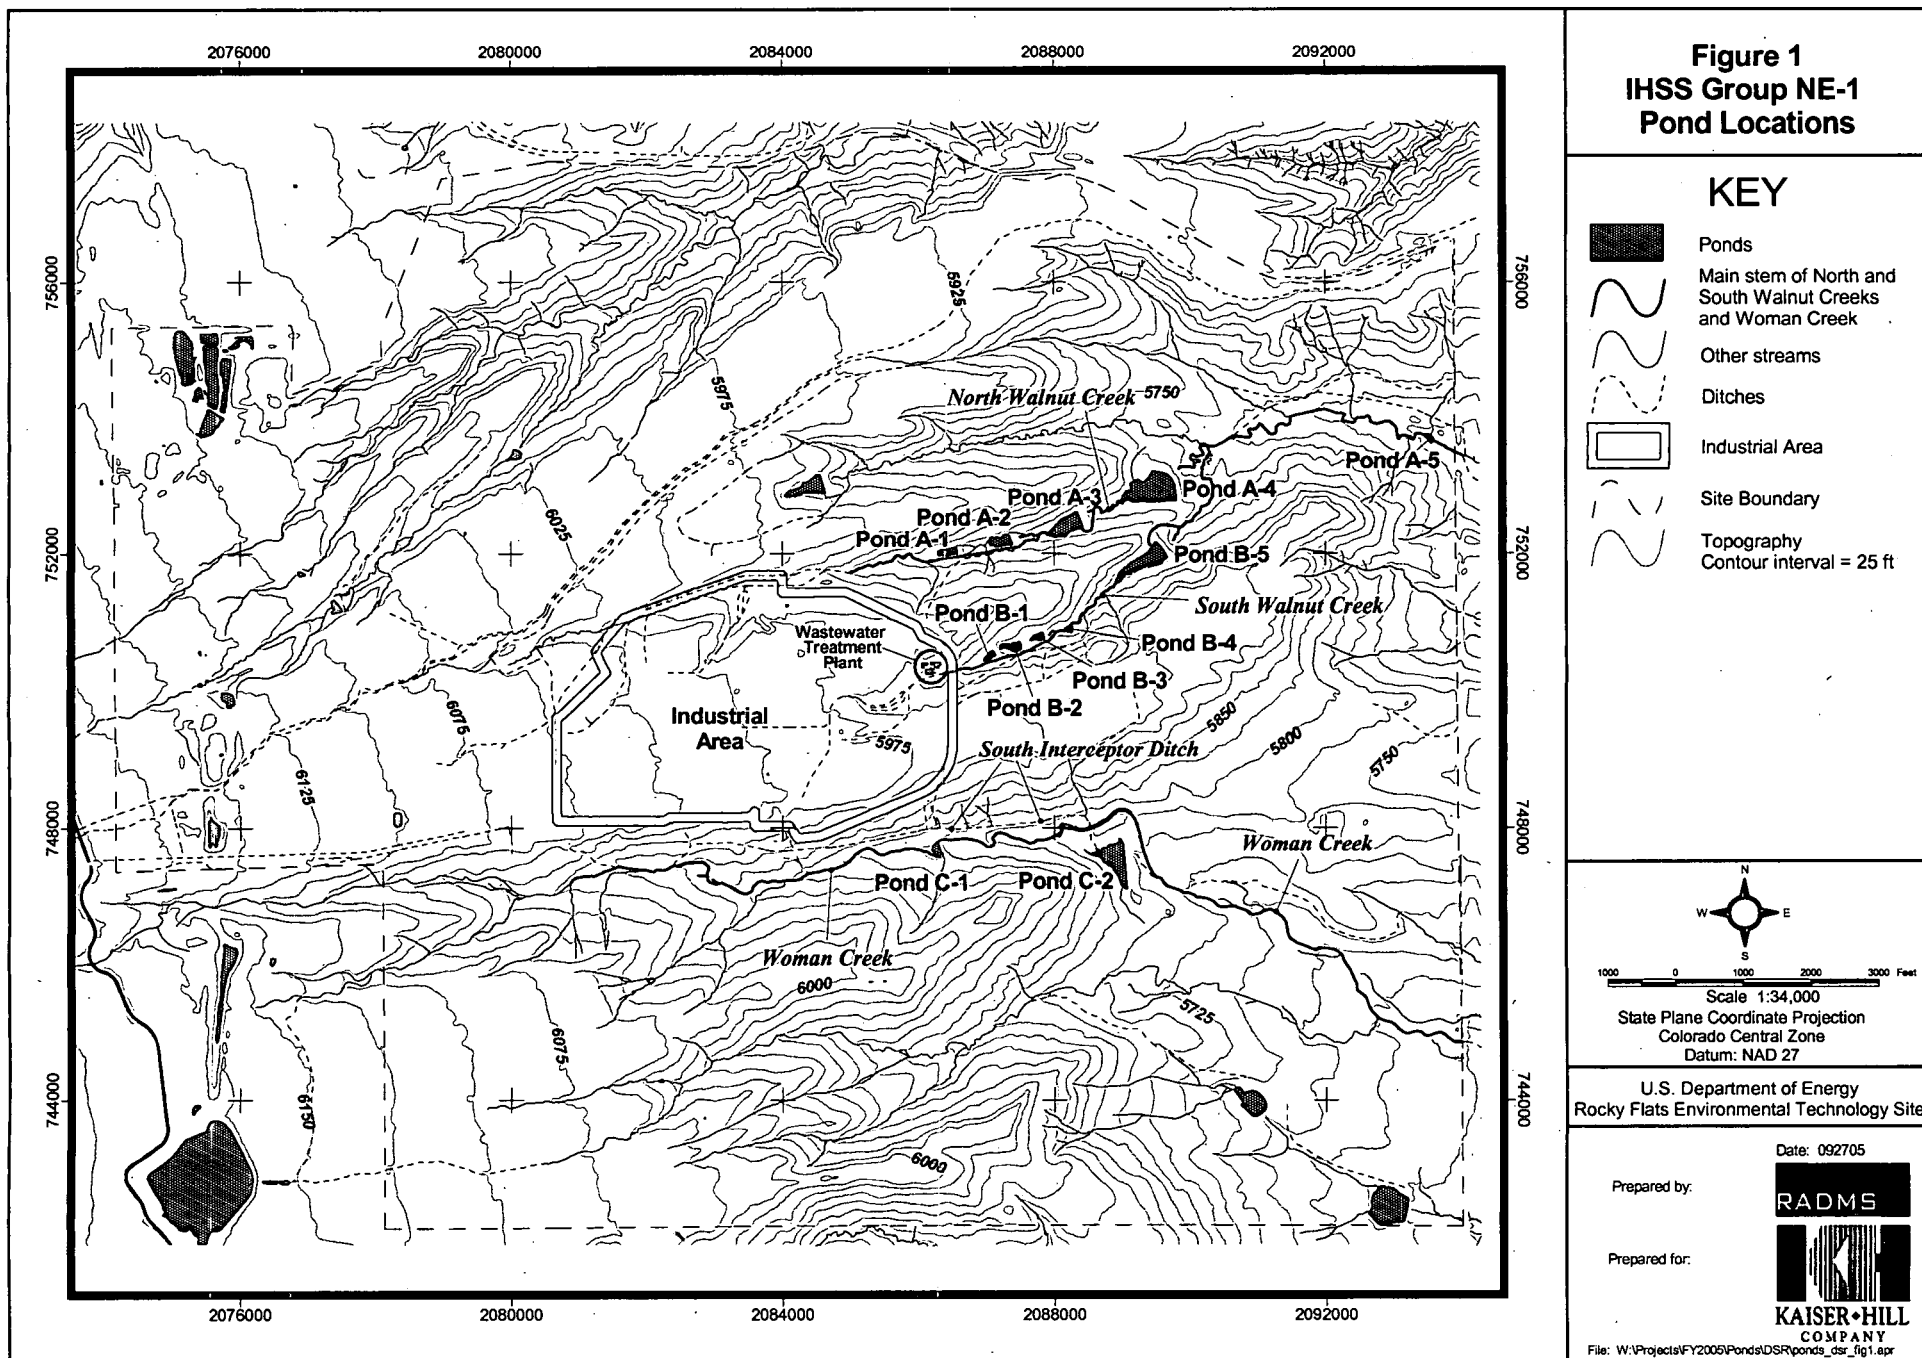 2076000 2080000 2084000 2088000 2092000
756000
752000
748000
744000
756000
752000
748000
744000
2076000 2080000 2084000 2088000 2092000
5925
5975
6025
6075
6125
6150
6075
6000
6000
5725
5750
5800
5850
5975
North Walnut Creek 5750
Pond A-5
Pond A-4
Pond A-3
Pond A-2
Pond A-1
Pond B-5
South Walnut Creek
Pond B-1
Pond B-4
Pond B-3
Pond B-2
Wastewater
Treatment
Plant
Industrial
Area
South Interceptor Ditch
Woman Creek
Pond C-1
Pond C-2
Woman Creek
Figure 1
IHSS Group NE-1
Pond Locations
KEY
Ponds
Main stem of North and
South Walnut Creeks
and Woman Creek
Other streams
Ditches
Industrial Area
Site Boundary
Topography
Contour interval = 25 ft
N
W E
S
1000 0 1000 2000 3000 Feet
Scale 1:34,000
State Plane Coordinate Projection
Colorado Central Zone
Datum: NAD 27
U.S. Department of Energy
Rocky Flats Environmental Technology Site
Date: 092705
Prepared by:
RADMS
Prepared for:
KAISER•HILL
COMPANY
File: W:\Projects\FY2005\Ponds\DSR\ponds_dsr_fig1.apr